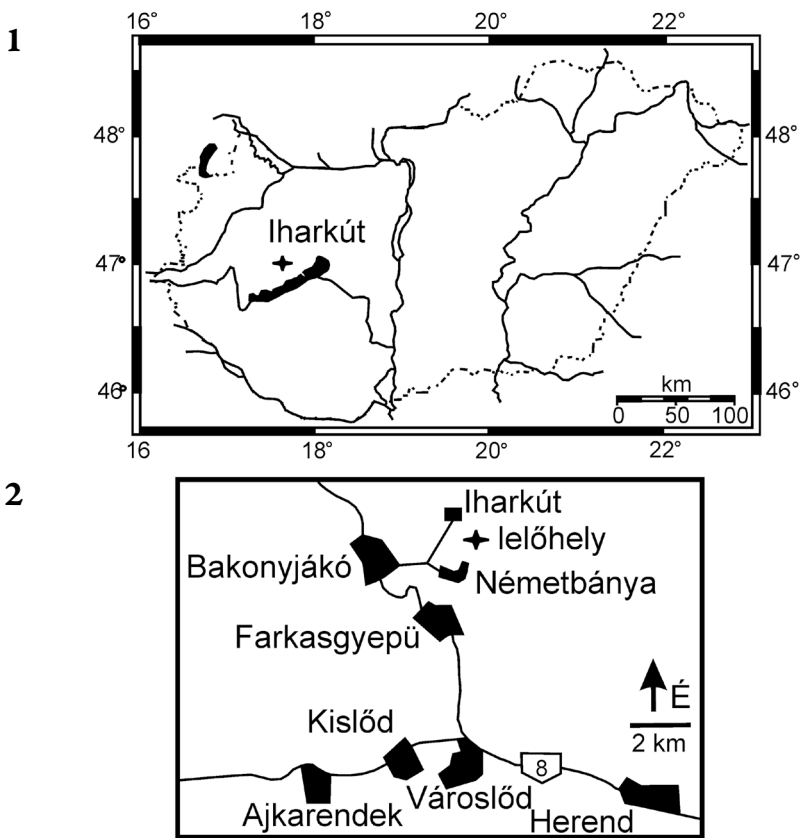 1
16° 18° 20° 22°
48° 48°
Iharkút
47° 47°
46° 46°
km
0 50 100
16 18° 20° 22°
2
Iharkút
lelőhely
Bakonyjákó
Németbánya
Farkasgyepü
É
Kislőd
2 km
8
Városlőd
Ajkarendek
Herend